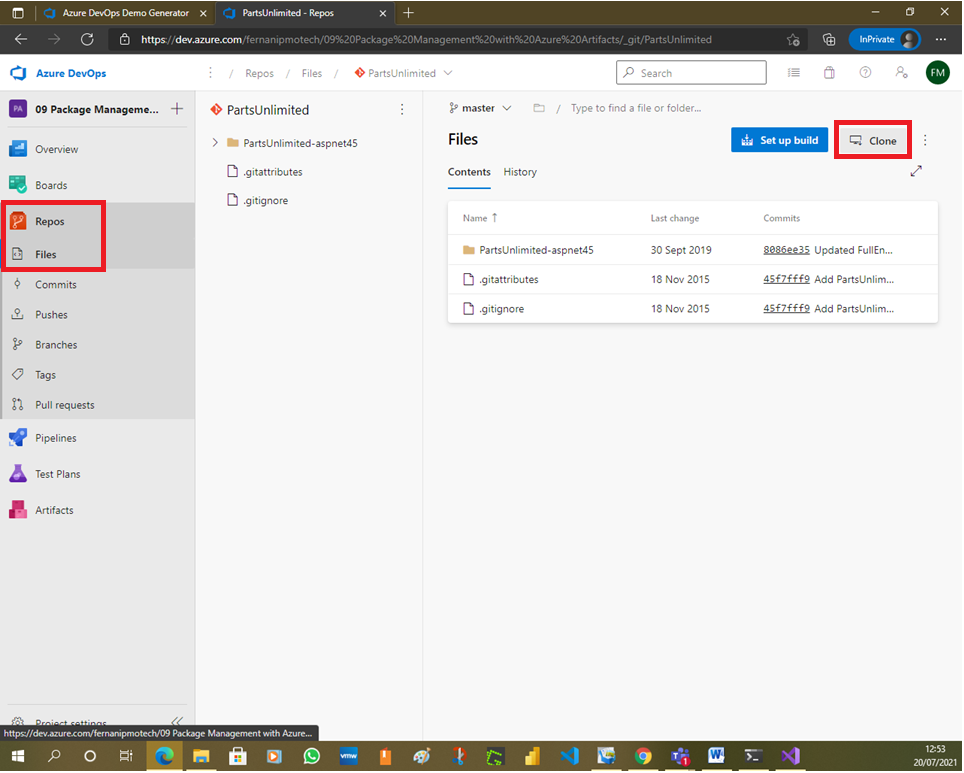 Azure DevOps Demo Generator
PartsUnlimited - Repos
https://dev.azure.com/fernanipmotech/09%20Package%20Management%20with%20Azure%20Artifacts/_git/PartsUnlimited
InPrivate
Azure DevOps
/ Repos / Files / PartsUnlimited
Search
FM
PA 09 Package Manageme...
Overview
Boards
Repos
Files
Commits
Pushes
Branches
Tags
Pull requests
Pipelines
Test Plans
Artifacts
Project settings
https://dev.azure.com/fernanipmotech/09 Package Management with Azure...
PartsUnlimited
PartsUnlimited-aspnet45
.gitattributes
.gitignore
master / Type to find a file or folder...
Files
Set up build
Clone
Contents History
Name ↑ Last change Commits
PartsUnlimited-aspnet45 30 Sept 2019 8086ee35 Updated FullEn...
.gitattributes 18 Nov 2015 45f7fff9 Add PartsUnlim...
.gitignore 18 Nov 2015 45f7fff9 Add PartsUnlim...
vmw
1
12:53
20/07/2021